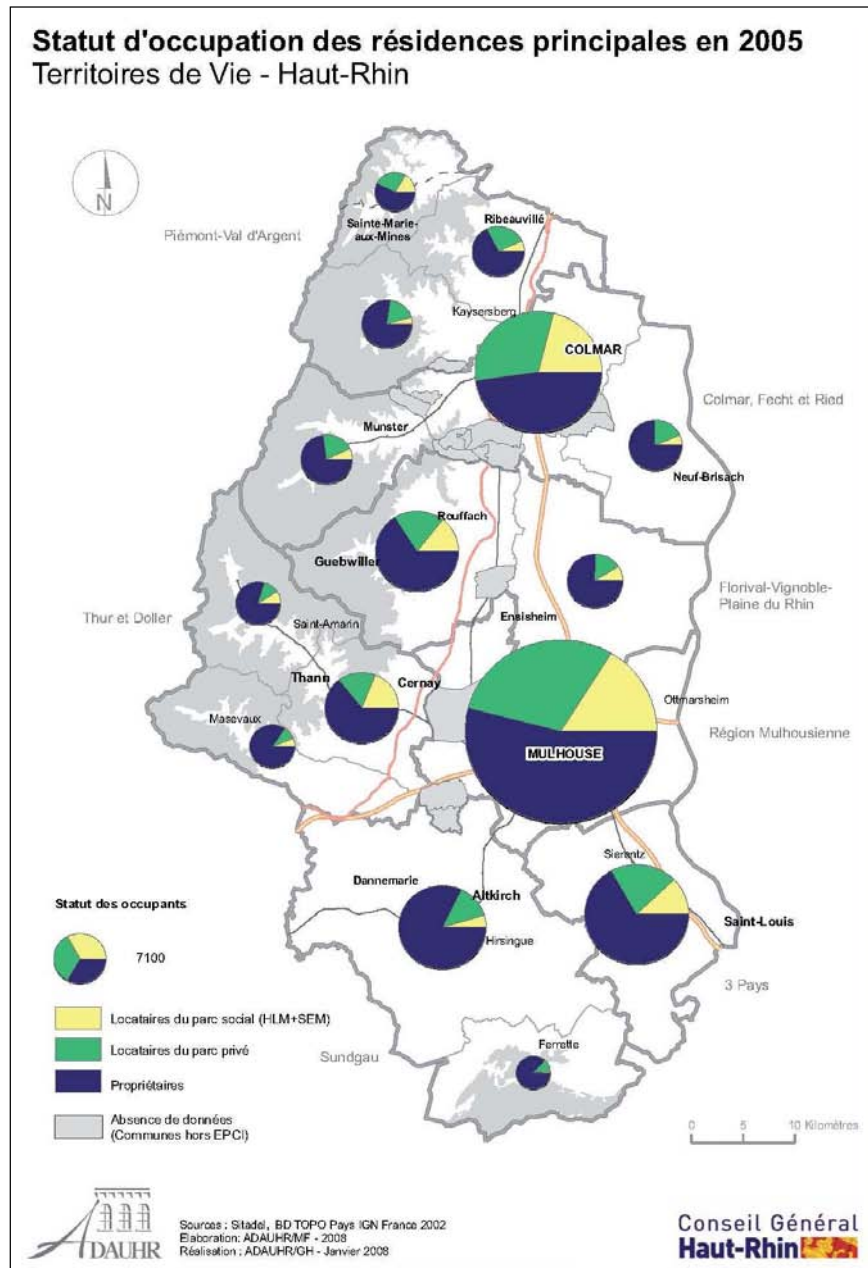 Statut d'occupation des résidences principales en 2005
Territoires de Vie - Haut-Rhin
N
Piémont-Val d'Argent
Sainte-Marie-
aux-Mines
Ribeauvillé
Kaysersberg
COLMAR
Colmar, Fecht et Ried
Munster
Neuf-Brisach
Rouffach
Guebwiller
Ensisheim
Florival-Vignoble-
Plaine du Rhin
Thur et Doller
Saint-Amarin
Thann
Cernay
Ottmarsheim
Masevaux
MULHOUSE
Région Mulhousienne
Sierentz
Dannemarie
Altkirch
Hirsingue
Saint-Louis
3 Pays
Sundgau
Ferrette
Statut des occupants
7100
Locataires du parc social (HLM+SEM)
Locataires du parc privé
Propriétaires
Absence de données
(Communes hors EPCI)
0 5 10 Kilomètres
ADAUHR
Sources : Sitadel, BD TOPO Pays IGN France 2002
Elaboration: ADAUHR/MF - 2008
Réalisation : ADAUHR/GH - Janvier 2008
Conseil Général
Haut-Rhin